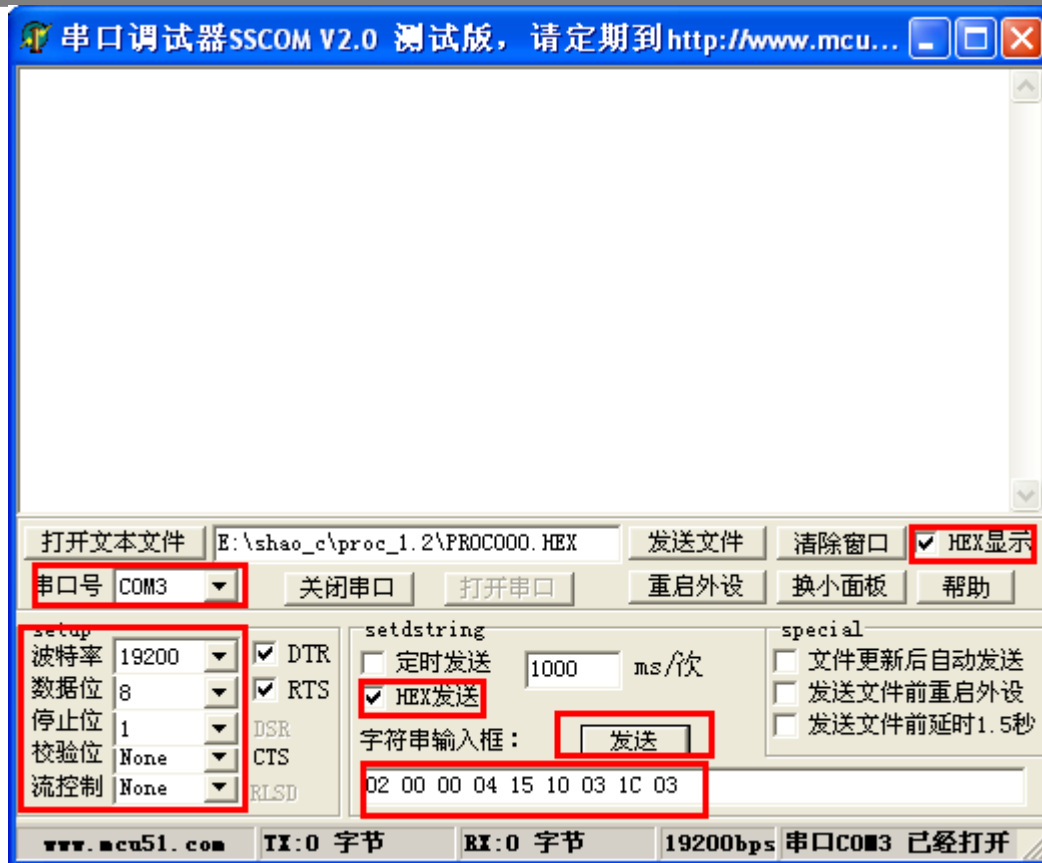 串口调试器SSCOM V2.0 测试版，请定期到http://www.mcu...
打开文本文件 E:\shao_c\proc_1.2\PROC000.HEX 发送文件 清除窗口 HEX显示
串口号 COM3 关闭串口 打开串口 重启外设 换小面板 帮助
setup setdstring special
波特率 19200 DTR 定时发送 1000 ms/次 文件更新后自动发送
数据位 8 RTS HEX发送 发送文件前重启外设
停止位 1 DSR 字符串输入框： 发送 发送文件前延时1.5秒
校验位 None CTS
流控制 None RLSD 02 00 00 04 15 10 03 1C 03
www.mcu51.com TX:0 字节 RX:0 字节 19200bps 串口COM3 已经打开